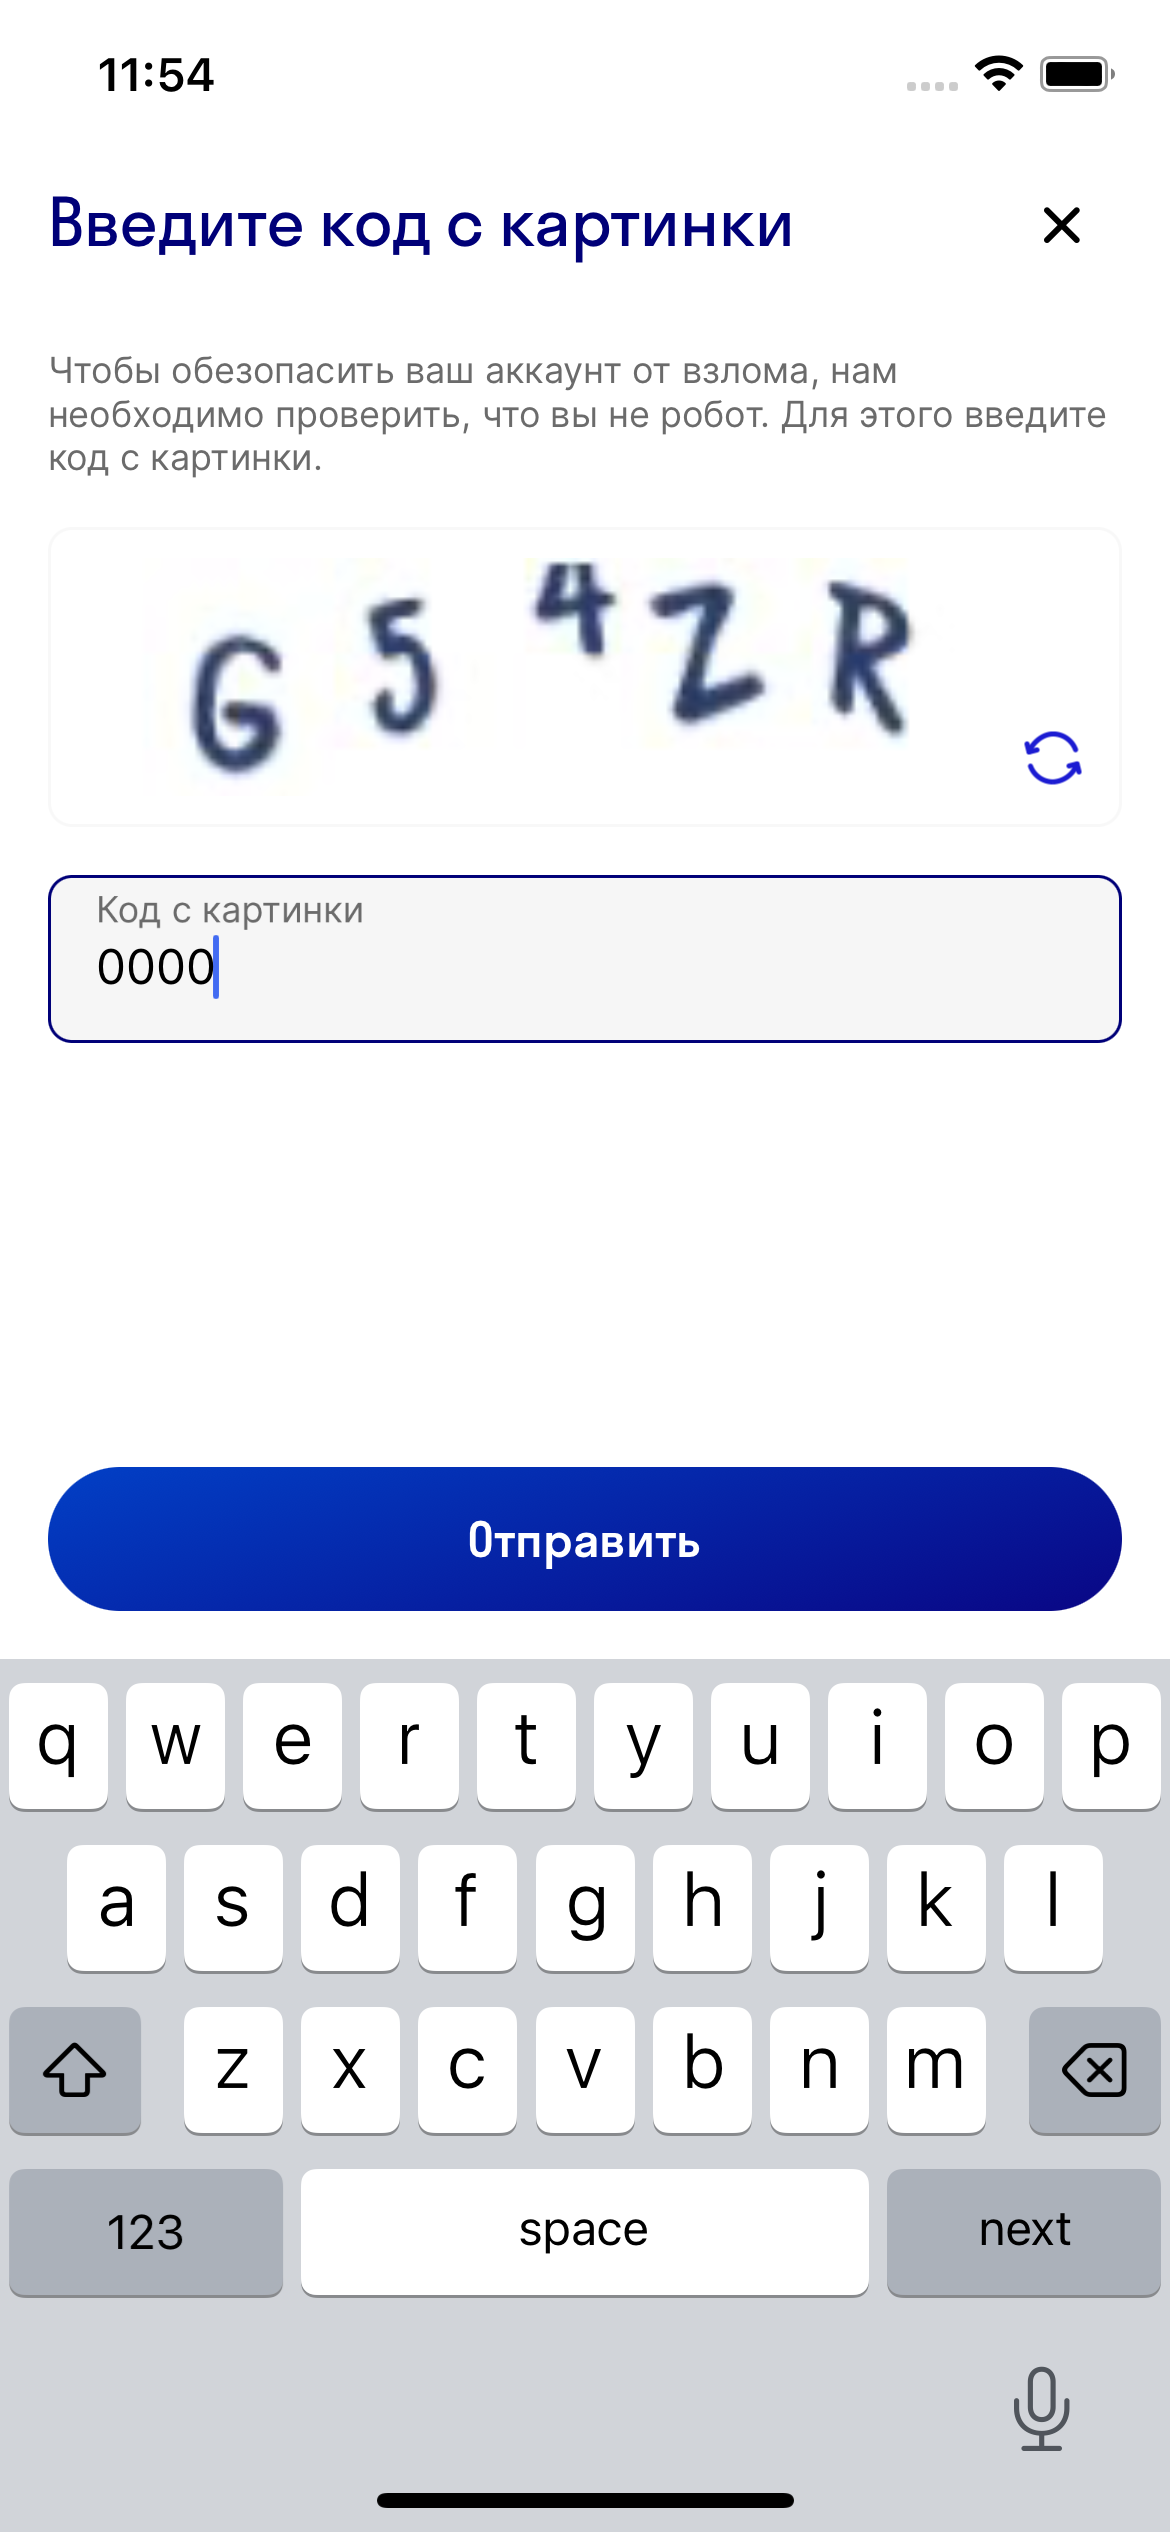 11:54
Введите код с картинки
Чтобы обезопасить ваш аккаунт от взлома, нам
необходимо проверить, что вы не робот. Для этого введите
код с картинки.
G 5 4 Z R
Код с картинки
0000
Отправить
q w e r t y u i o p
a s d f g h j k l
z x c v b n m
123 space next